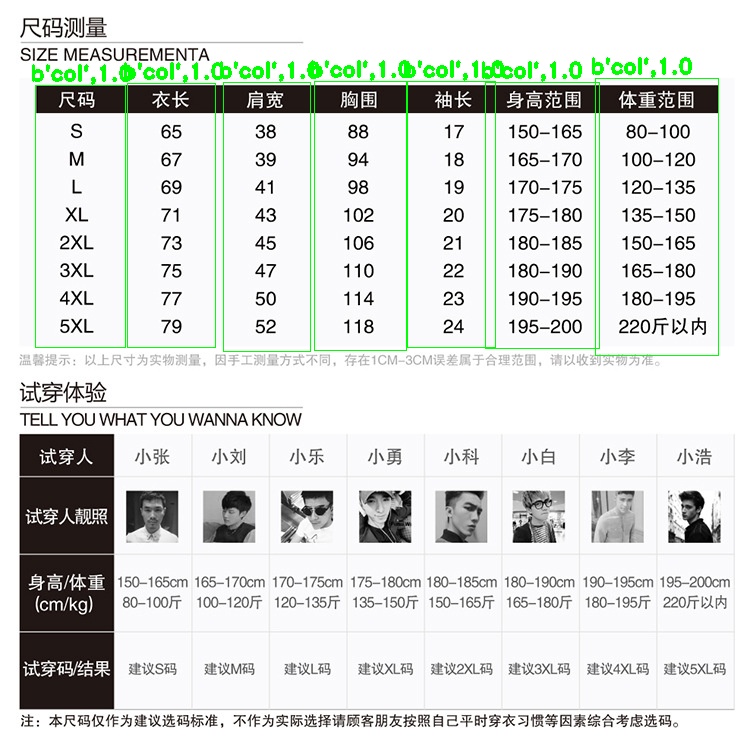 尺码测量
SIZE MEASUREMENTA
b'col',1.0 b'col',1.0 b'col',1.0 b'col',1.0 b'col',1.0 b'col',1.0 b'col',1.0
尺码 衣长 肩宽 胸围 袖长 身高范围 体重范围
S 65 38 88 17 150-165 80-100
M 67 39 94 18 165-170 100-120
L 69 41 98 19 170-175 120-135
XL 71 43 102 20 175-180 135-150
2XL 73 45 106 21 180-185 150-165
3XL 75 47 110 22 180-190 165-180
4XL 77 50 114 23 190-195 180-195
5XL 79 52 118 24 195-200 220斤以内
温馨提示：以上尺寸为实物测量，因手工测量方式不同，存在1CM-3CM误差属于合理范围，请以收到实物为准。
试穿体验
TELL YOU WHAT YOU WANNA KNOW
试穿人 小张 小刘 小乐 小勇 小科 小白 小李 小浩
试穿人靓照
身高/体重 150-165cm 165-170cm 170-175cm 175-180cm 180-185cm 180-190cm 190-195cm 195-200cm
(cm/kg) 80-100斤 100-120斤 120-135斤 135-150斤 150-165斤 165-180斤 180-195斤 220斤以内
试穿码/结果 建议S码 建议M码 建议L码 建议XL码 建议2XL码 建议3XL码 建议4XL码 建议5XL码
注：本尺码仅作为建议选码标准，不作为实际选择请顾客朋友按照自己平时穿衣习惯等因素综合考虑选码。